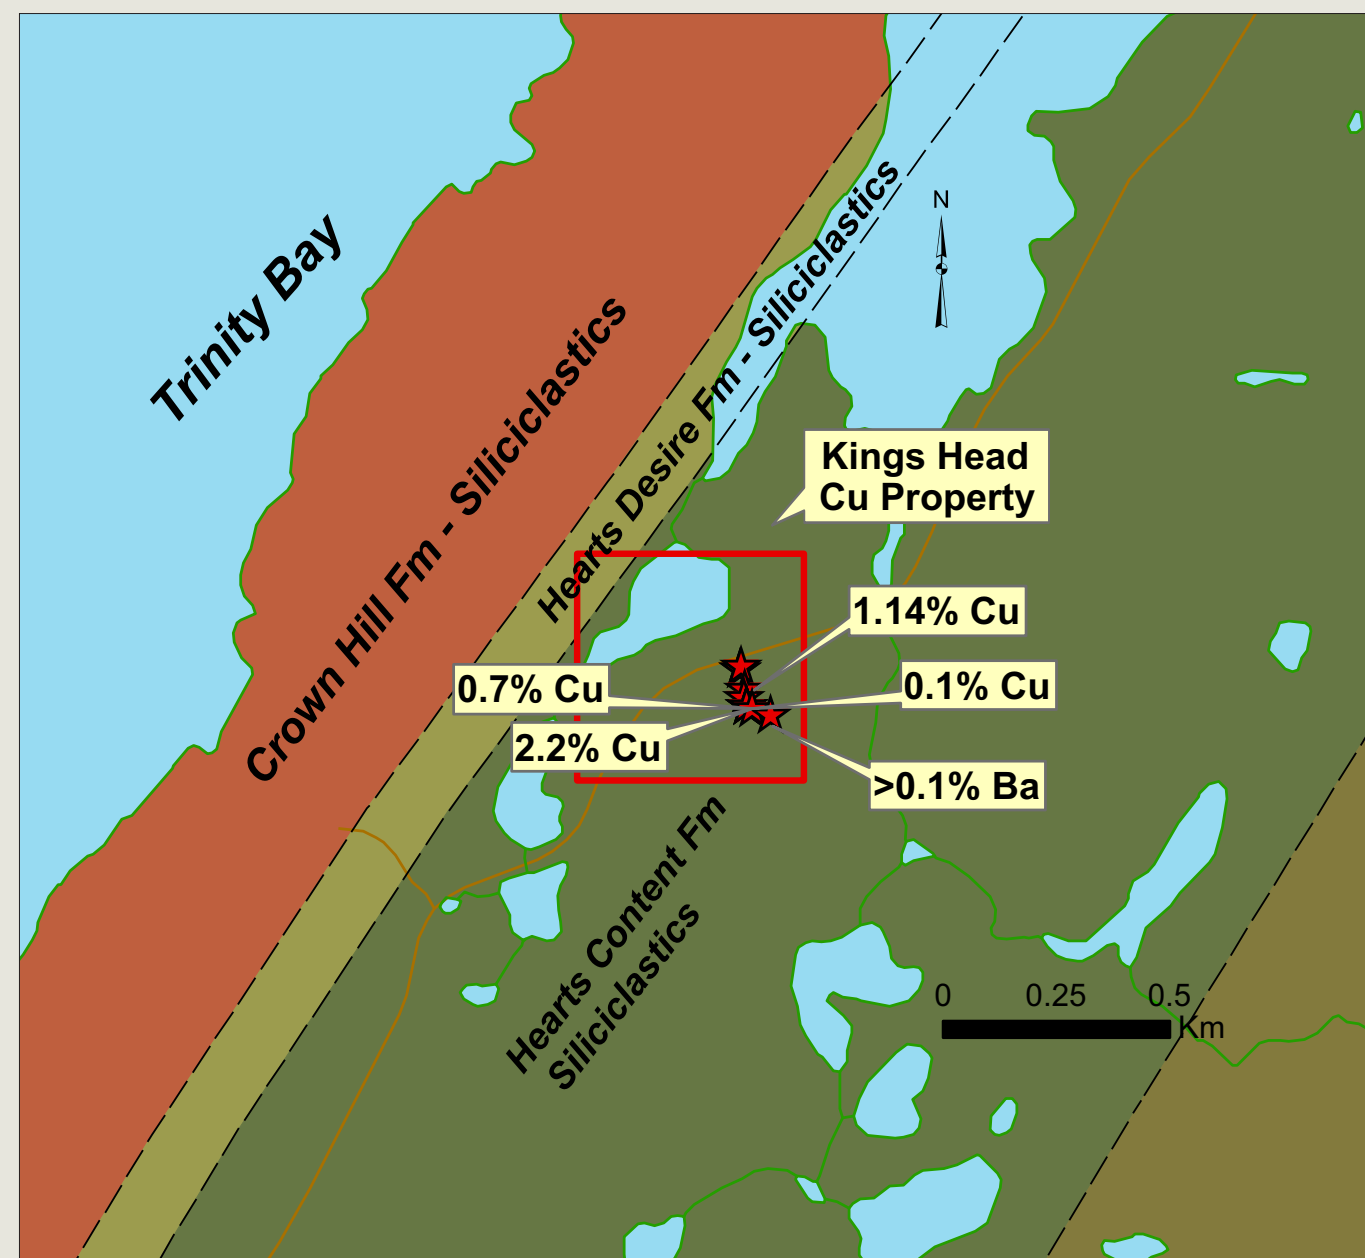 Trinity Bay
Crown Hill Fm - Siliciclastics
Hearts Desire Fm - Siliciclastics
N
Kings Head
Cu Property
1.14% Cu
0.7% Cu
0.1% Cu
2.2% Cu
>0.1% Ba
Hearts Content Fm
Siliciclastics
0 0.25 0.5
Km